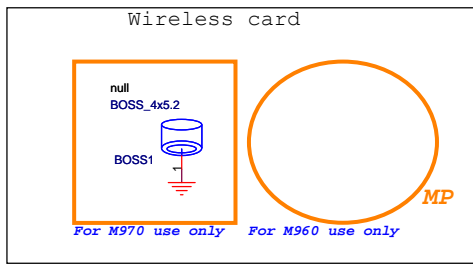 Wireless card
null
BOSS_4x5.2
BOSS1
1
MP
For M970 use only
For M960 use only